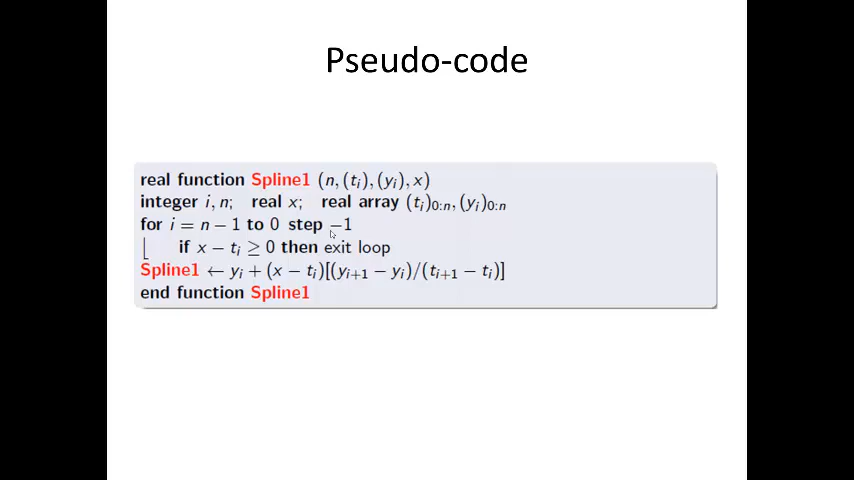 Pseudo-code
real function Spline1 (n, (tᵢ), (yᵢ), x)
integer i, n; real x; real array (tᵢ)₀:ₙ, (yᵢ)₀:ₙ
for i = n − 1 to 0 step −1
if x − tᵢ ≥ 0 then exit loop
Spline1 ← yᵢ + (x − tᵢ)[(yᵢ₊₁ − yᵢ)/(tᵢ₊₁ − tᵢ)]
end function Spline1